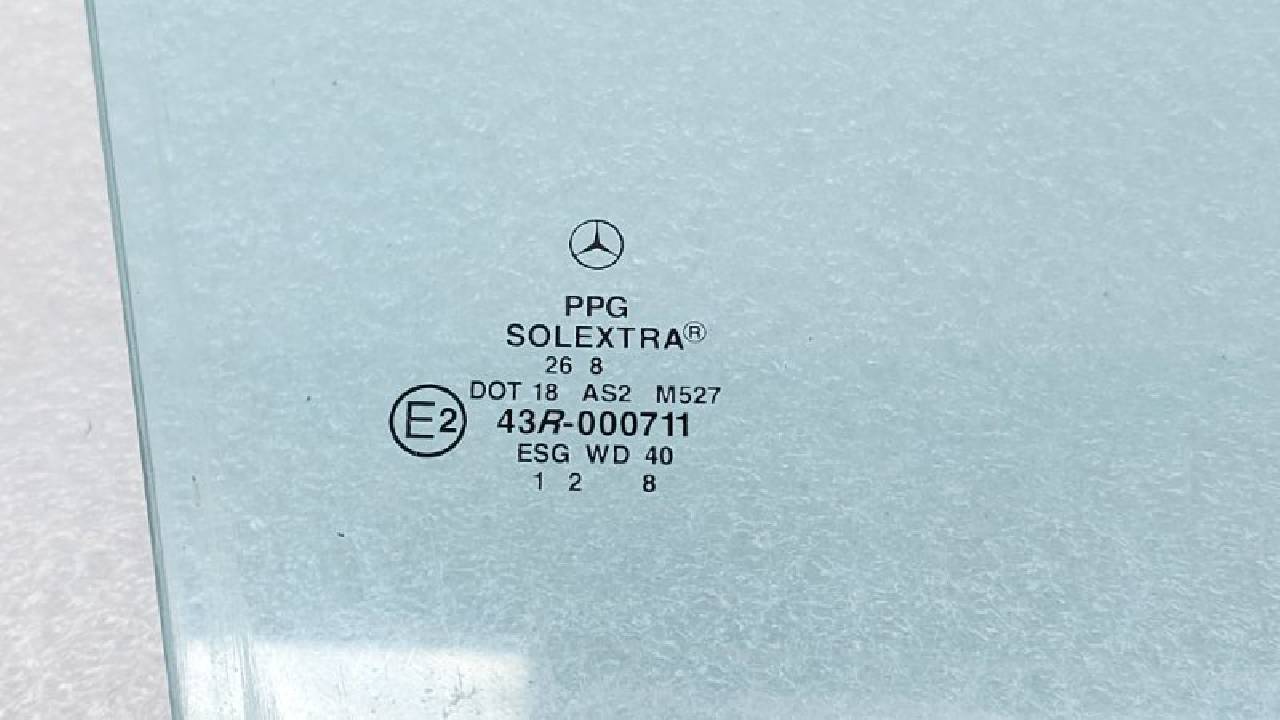 PPG
SOLEXTRA®
26 8
DOT 18 AS2 M527
E2 43R-000711
ESG WD 40
1 2 8